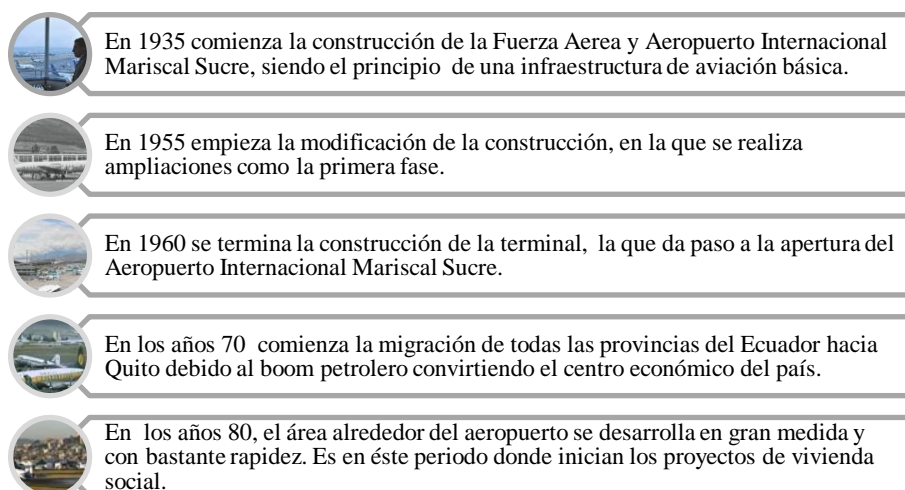 En 1935 comienza la construcción de la Fuerza Aerea y Aeropuerto Internacional
Mariscal Sucre, siendo el principio de una infraestructura de aviación básica.
En 1955 empieza la modificación de la construcción, en la que se realiza
ampliaciones como la primera fase.
En 1960 se termina la construcción de la terminal, la que da paso a la apertura del
Aeropuerto Internacional Mariscal Sucre.
En los años 70 comienza la migración de todas las provincias del Ecuador hacia
Quito debido al boom petrolero convirtiendo el centro económico del país.
En los años 80, el área alrededor del aeropuerto se desarrolla en gran medida y
con bastante rapidez. Es en éste periodo donde inician los proyectos de vivienda
social.